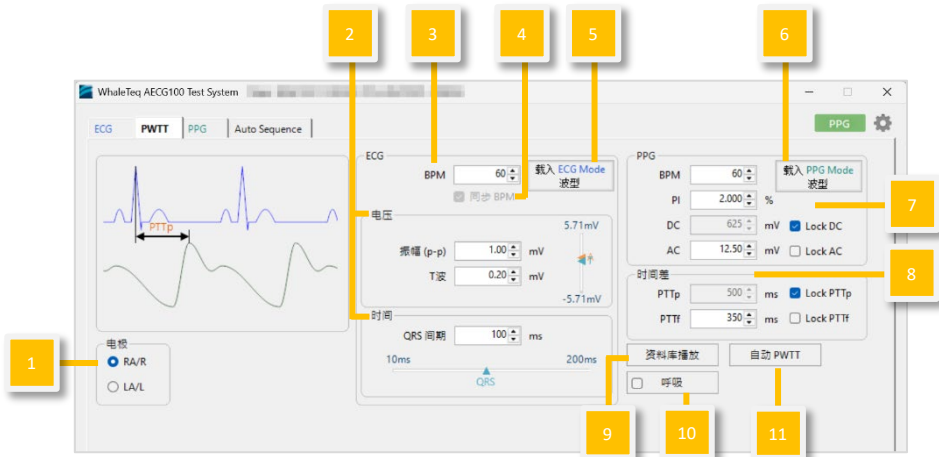 2
3
4
5
6
WhaleTeq AECG100 Test System
ECG
PWTT
PPG
Auto Sequence
PPG
PTTp
ECG
BPM
60
载入 ECG Mode
波型
同步 BPM
电压
5.71mV
振幅 (p-p)
1.00
mV
T波
0.20
mV
-5.71mV
时间
QRS 间期
100
ms
10ms
200ms
QRS
PPG
BPM
60
载入 PPG Mode
波型
PI
2.000
%
7
DC
625
mV
Lock DC
AC
12.50
mV
Lock AC
时间差
8
PTTp
500
ms
Lock PTTp
PTTf
350
ms
Lock PTTf
1
电极
RA/R
LA/L
资料库播放
自动 PWTT
呼吸
9
10
11